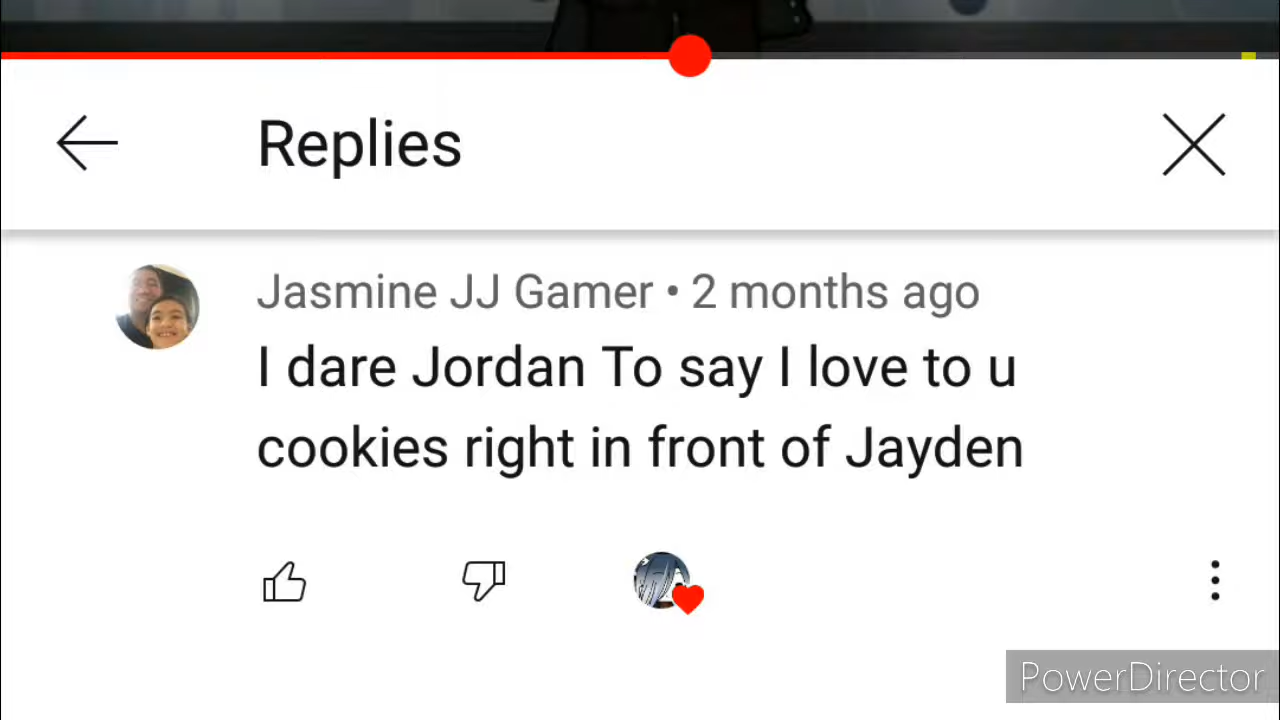 Replies
Jasmine JJ Gamer • 2 months ago
I dare Jordan To say I love to u
cookies right in front of Jayden
PowerDirector